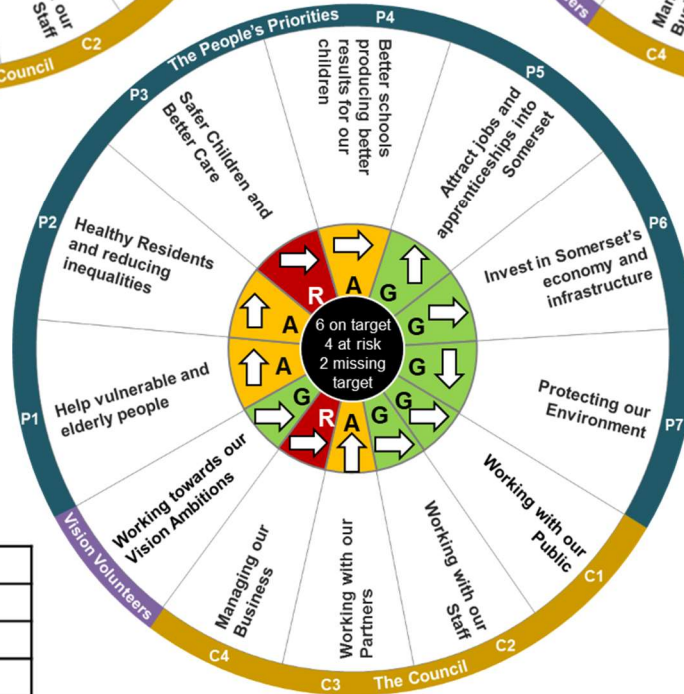 our
Staff
C2
Council
ers
C4
The People's Priorities
P4
Better schools
producing better
results for our
children
P5
Attract jobs and
apprenticeships into
Somerset
P6
Invest in Somerset's
economy and
infrastructure
P7
Protecting our
Environment
C1
Working with our
Public
C2
Working with our
Staff
The Council
C3
Working with our
Partners
C4
Managing our
Business
Vision Volunteers
Working towards our
Vision Ambitions
P1
Help vulnerable and
elderly people
P2
Healthy Residents
and reducing
inequalities
P3
Safer Children and
Better Care
A
G
G
G
G
G
A
R
G
A
A
R
6 on target
4 at risk
2 missing
target